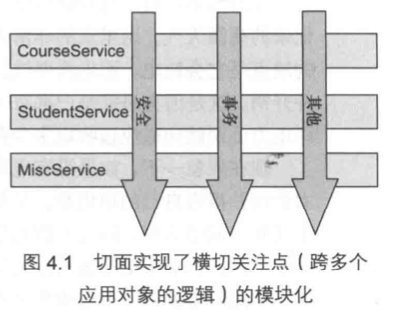 CourseService
StudentService
MiscService
安全
事务
其他
图 4.1 切面实现了横切关注点（跨多个
应用对象的逻辑）的模块化